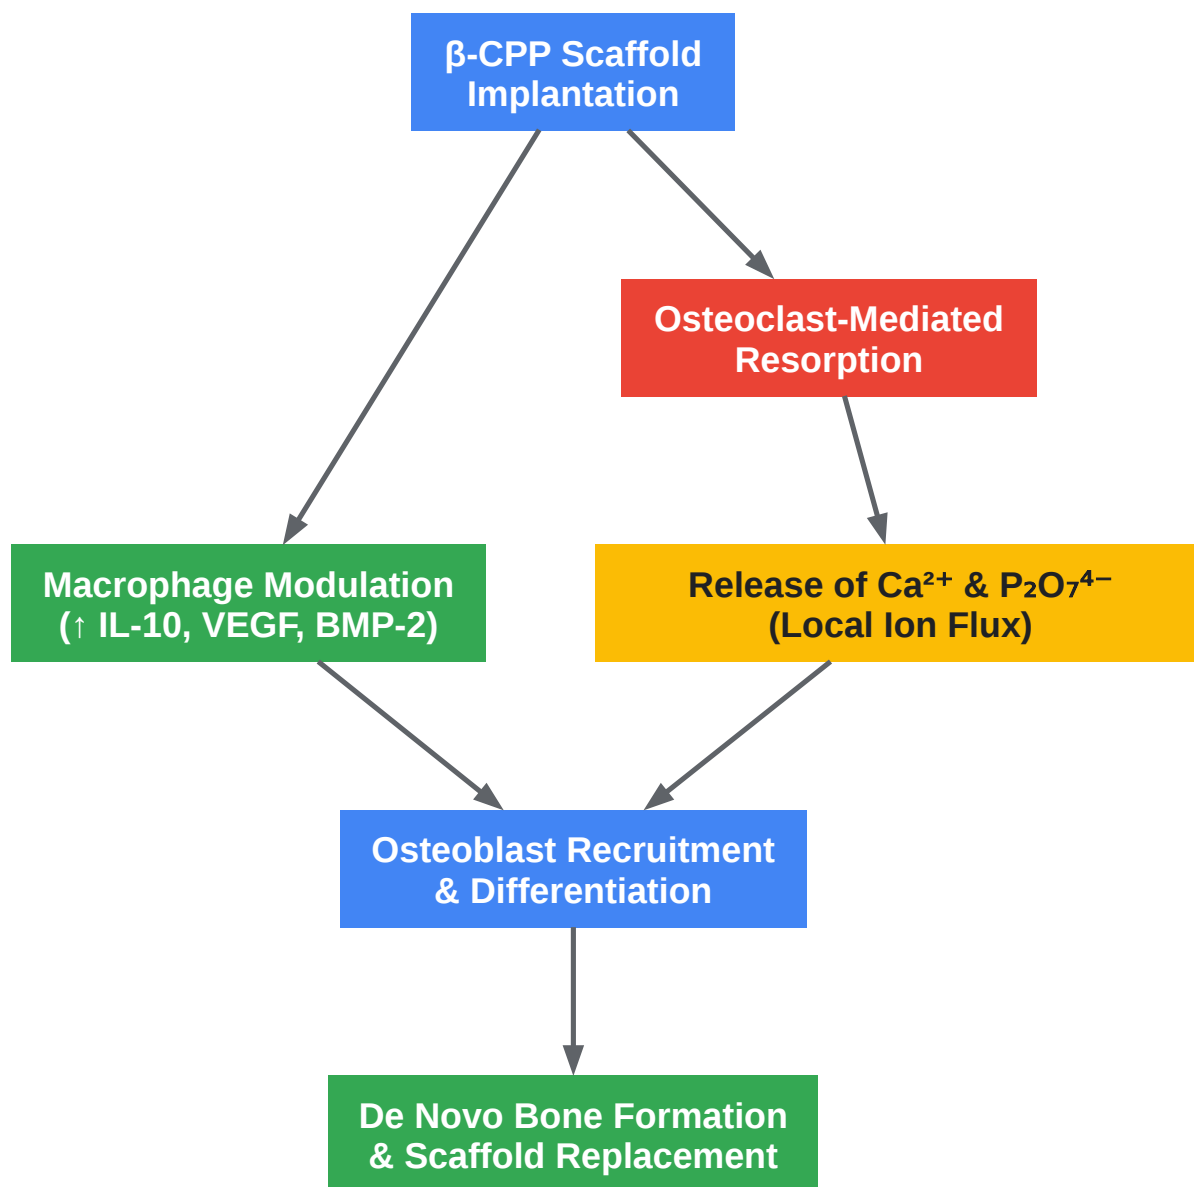 β-CPP Scaffold
Implantation
Osteoclast-Mediated
Resorption
Macrophage Modulation
(↑ IL-10, VEGF, BMP-2)
Release of Ca²⁺ & P₂O₇⁴⁻
(Local Ion Flux)
Osteoblast Recruitment
& Differentiation
De Novo Bone Formation
& Scaffold Replacement